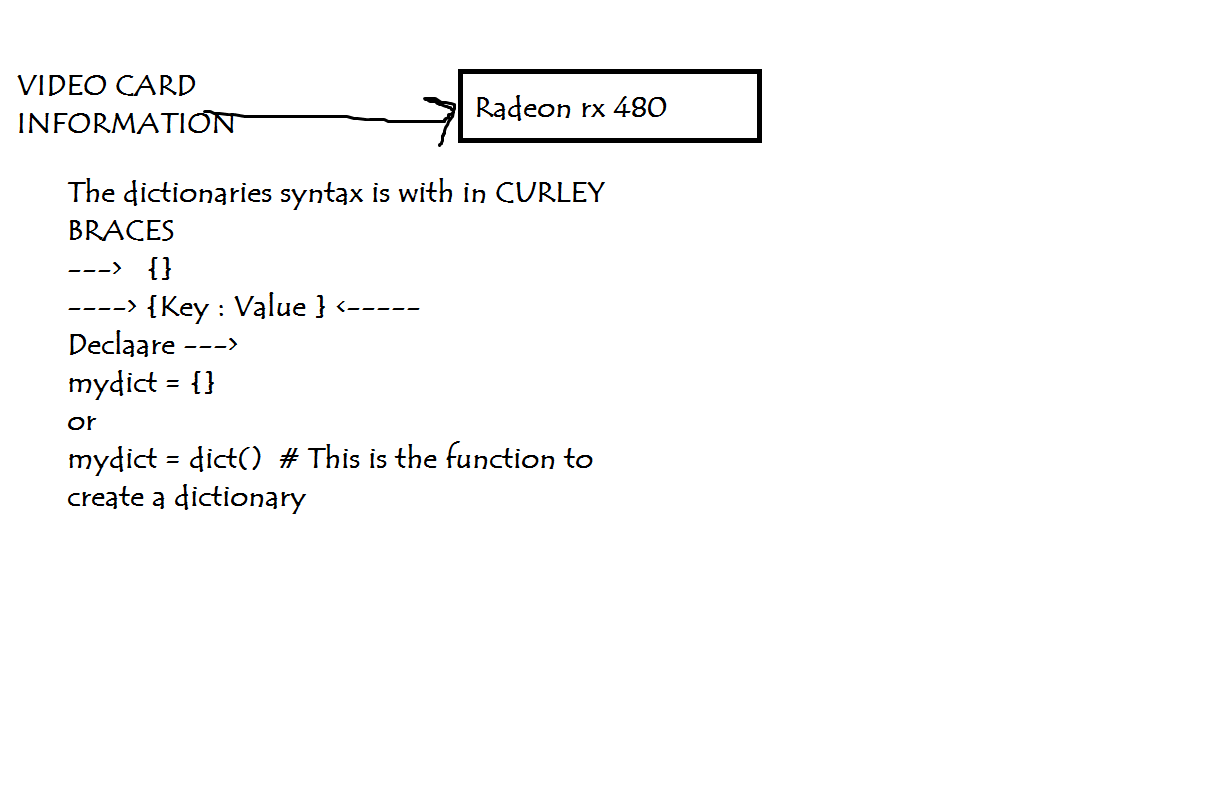 VIDEO CARD
INFORMATION
Radeon rx 480
The dictionaries syntax is with in CURLEY
BRACES
---> {}
----> {Key : Value } <-----
Declaare --->
mydict = {}
or
mydict = dict() # This is the function to
create a dictionary